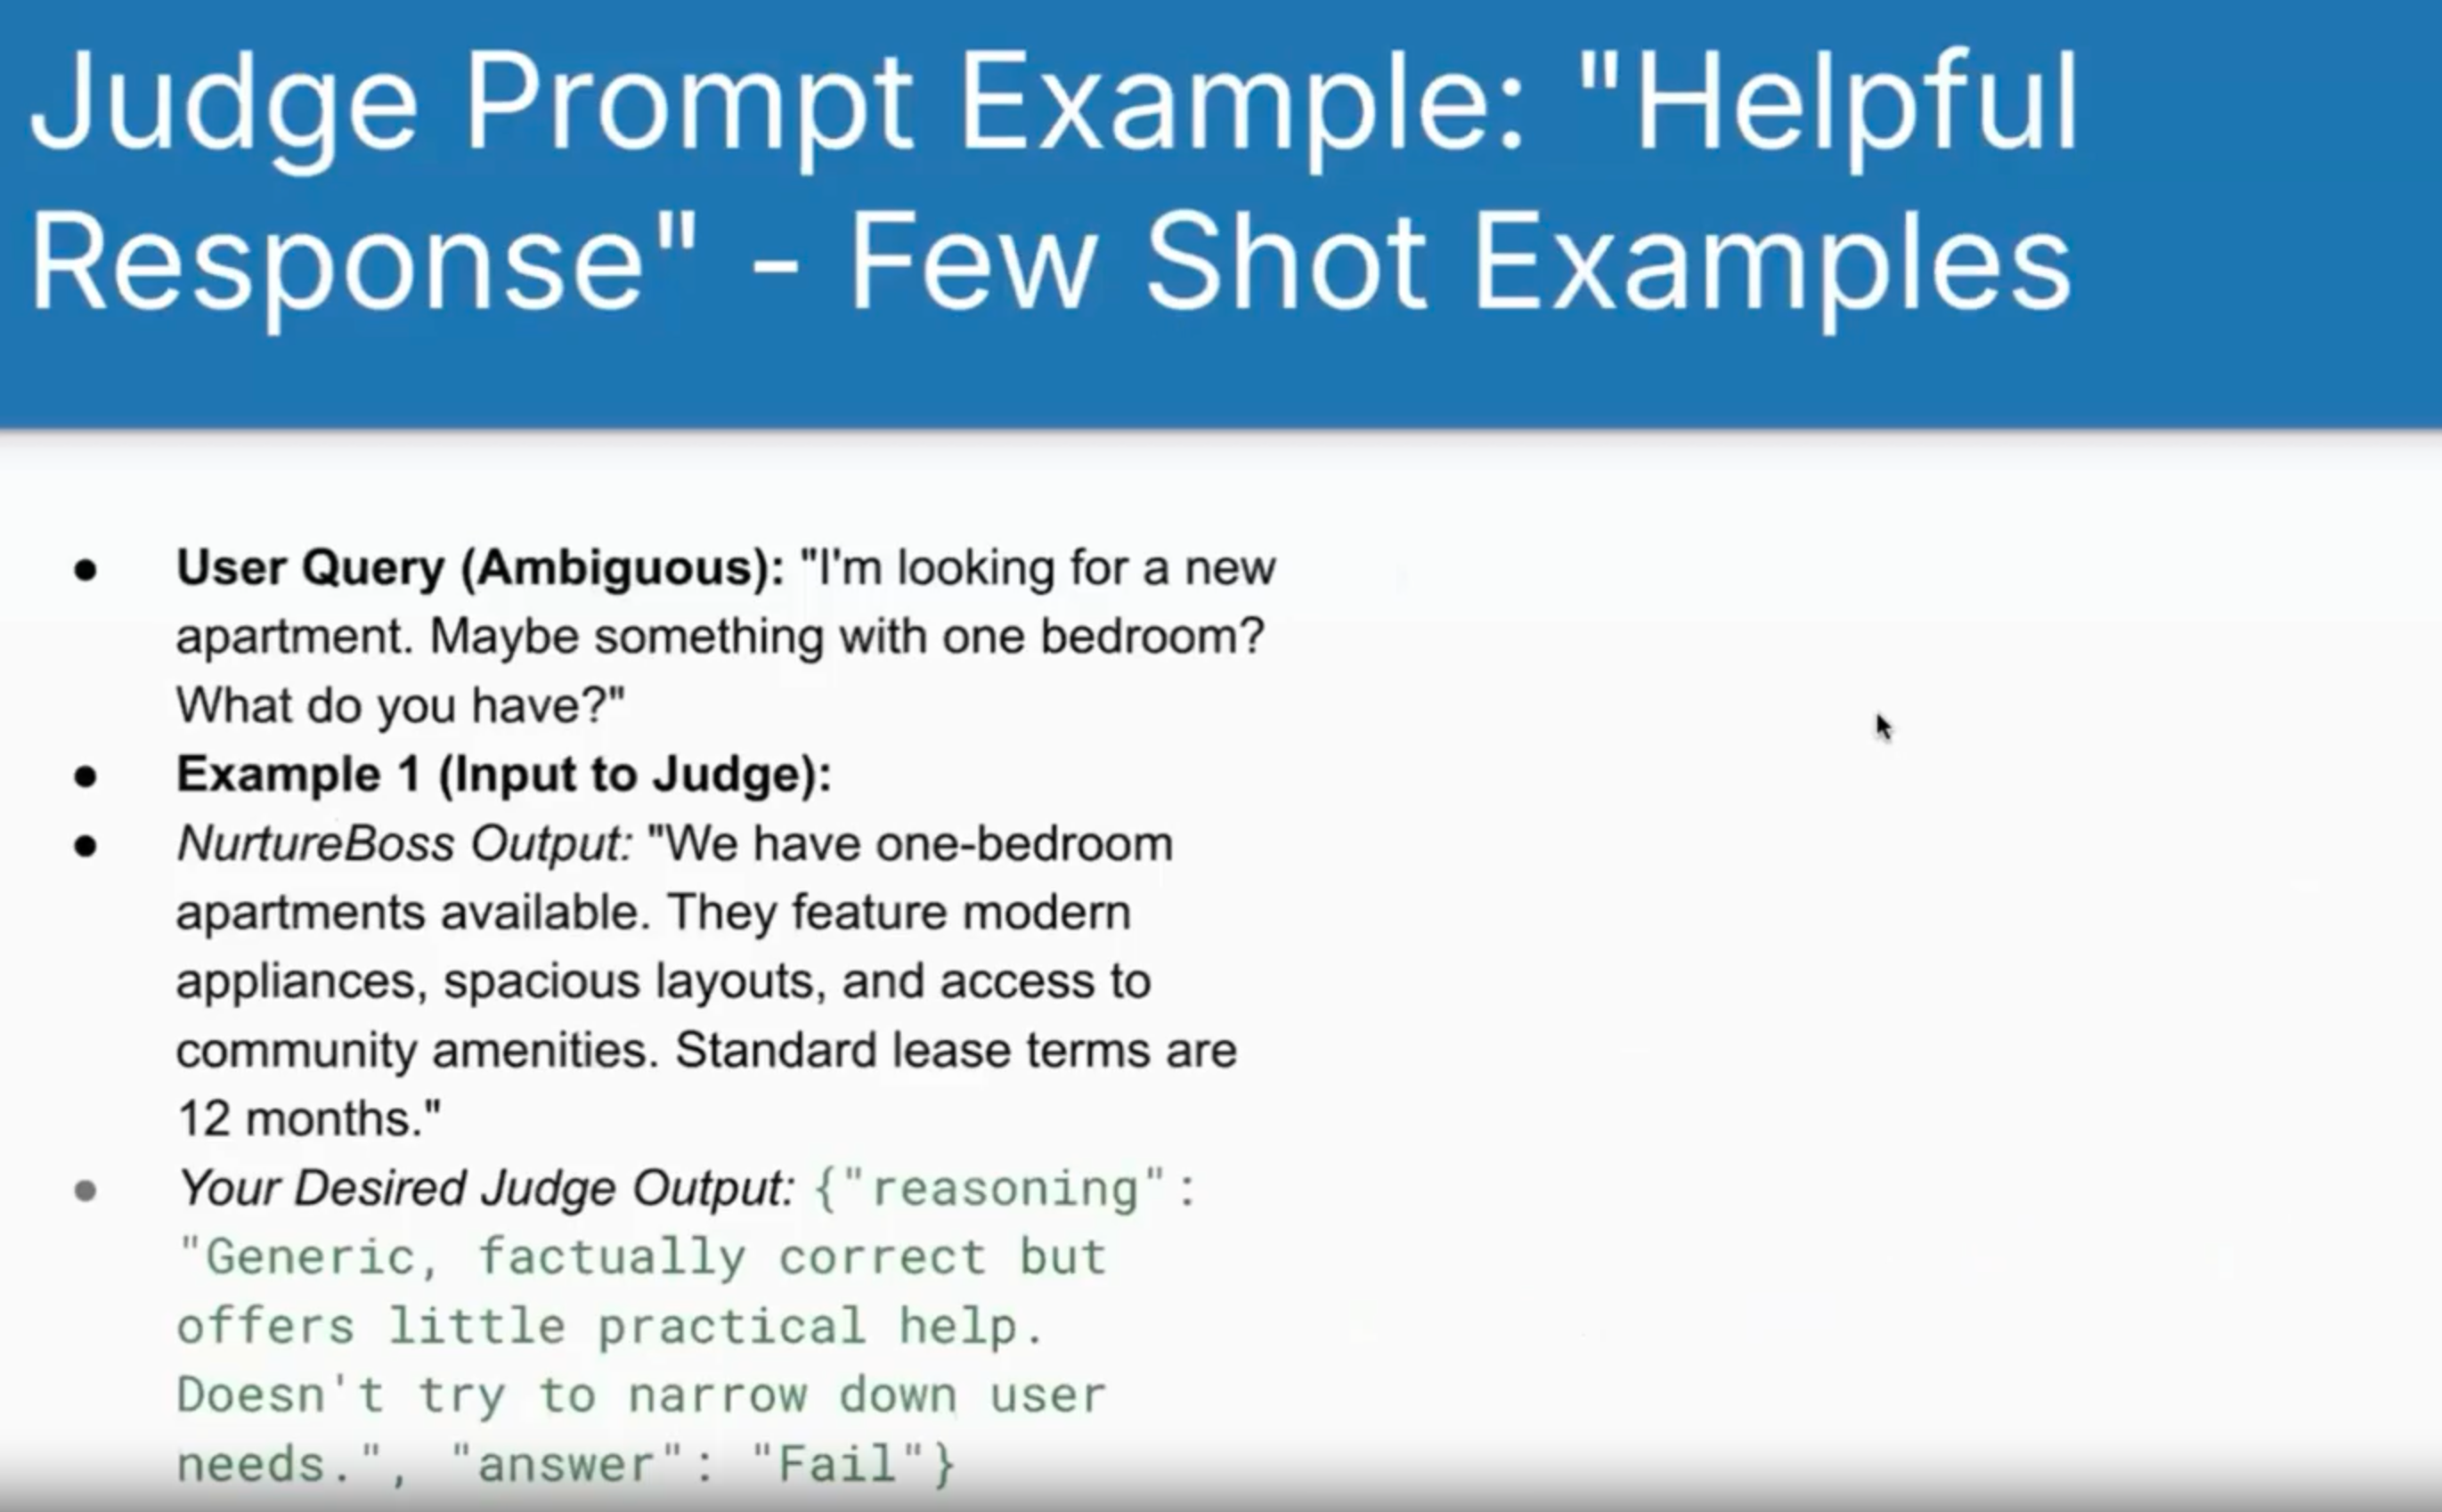 Judge Prompt Example: "Helpful
Response" - Few Shot Examples
● User Query (Ambiguous): "I'm looking for a new
apartment. Maybe something with one bedroom?
What do you have?"
● Example 1 (Input to Judge):
● NurtureBoss Output: "We have one-bedroom
apartments available. They feature modern
appliances, spacious layouts, and access to
community amenities. Standard lease terms are
12 months."
● Your Desired Judge Output: {"reasoning":
"Generic, factually correct but
offers little practical help.
Doesn't try to narrow down user
needs.", "answer": "Fail"}